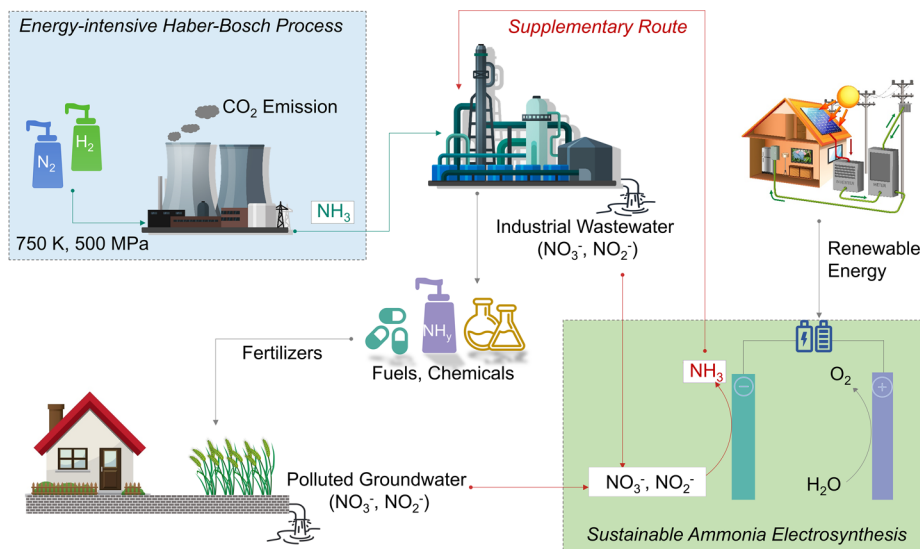 Energy-intensive Haber-Bosch Process
Supplementary Route
CO₂ Emission
H₂
N₂
NH₃
750 K, 500 MPa
Industrial Wastewater
(NO₃⁻, NO₂⁻)
Renewable
Energy
NHᵧ
Fertilizers
Fuels, Chemicals
NH₃
−
O₂
+
Polluted Groundwater
(NO₃⁻, NO₂⁻)
NO₃⁻, NO₂⁻
H₂O
Sustainable Ammonia Electrosynthesis